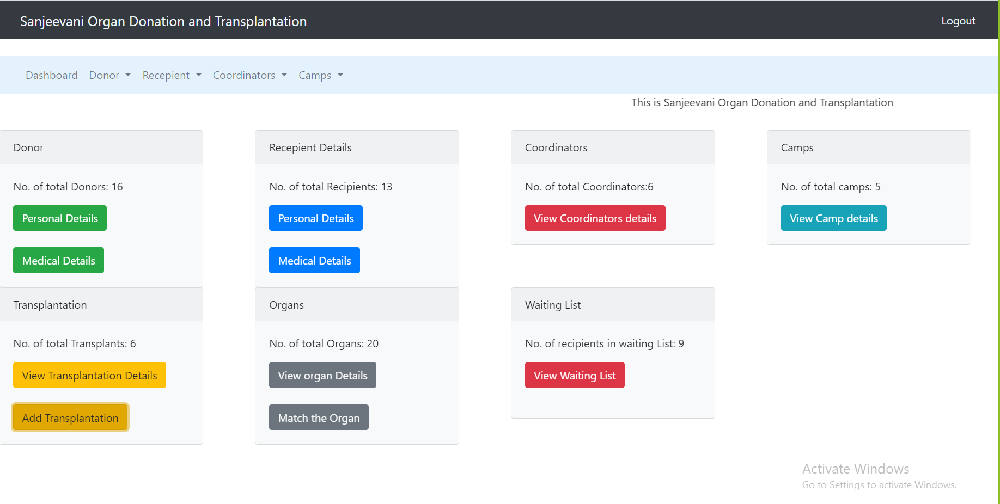 Sanjeevani Organ Donation and Transplantation
Logout
Dashboard Donor Recepient Coordinators Camps
This is Sanjeevani Organ Donation and Transplantation
Donor
No. of total Donors: 16
Personal Details
Medical Details
Recepient Details
No. of total Recipients: 13
Personal Details
Medical Details
Coordinators
No. of total Coordinators:6
View Coordinators details
Camps
No. of total camps: 5
View Camp details
Transplantation
No. of total Transplants: 6
View Transplantation Details
Add Transplantation
Organs
No. of total Organs: 20
View organ Details
Match the Organ
Waiting List
No. of recipients in waiting List: 9
View Waiting List
Activate Windows
Go to Settings to activate Windows.